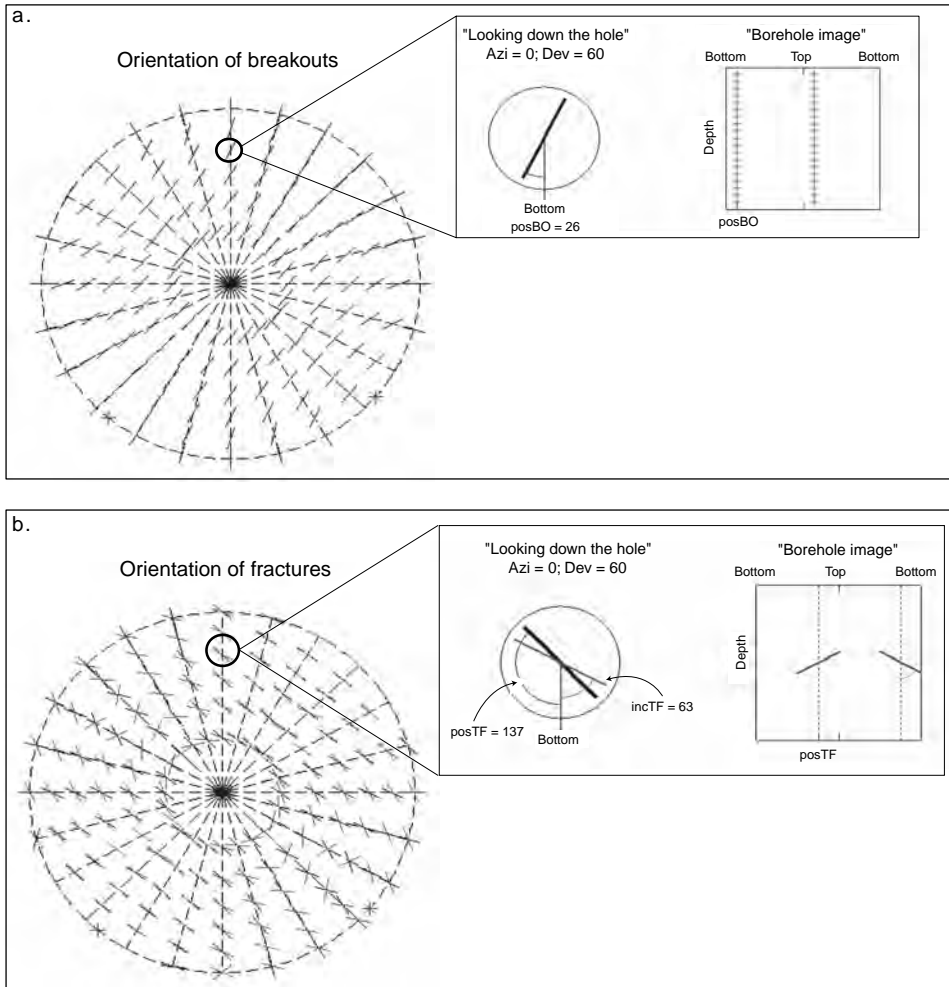 a.
Orientation of breakouts
"Looking down the hole"
Azi = 0; Dev = 60
Bottom
posBO = 26
"Borehole image"
Bottom Top Bottom
Depth
posBO
b.
Orientation of fractures
"Looking down the hole"
Azi = 0; Dev = 60
posTF = 137
incTF = 63
Bottom
"Borehole image"
Bottom Top Bottom
Depth
posTF